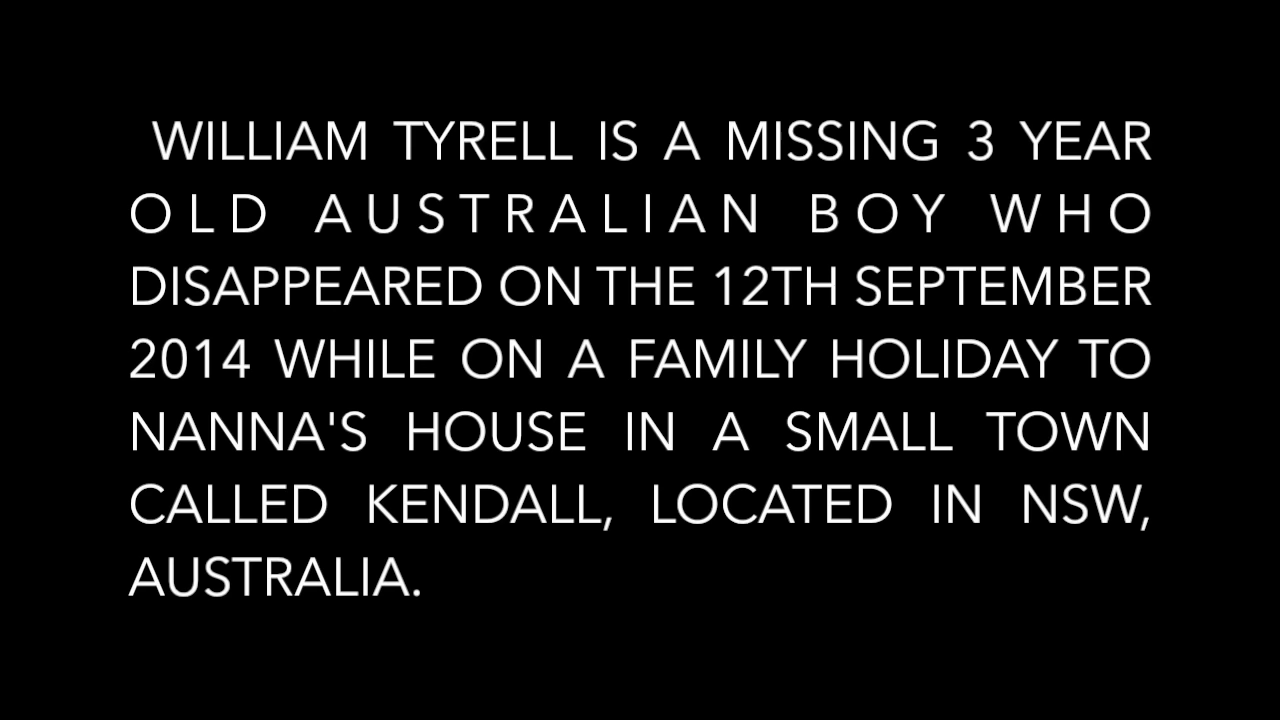 WILLIAM TYRELL IS A MISSING 3 YEAR
OLD AUSTRALIAN BOY WHO
DISAPPEARED ON THE 12TH SEPTEMBER
2014 WHILE ON A FAMILY HOLIDAY TO
NANNA'S HOUSE IN A SMALL TOWN
CALLED KENDALL, LOCATED IN NSW,
AUSTRALIA.